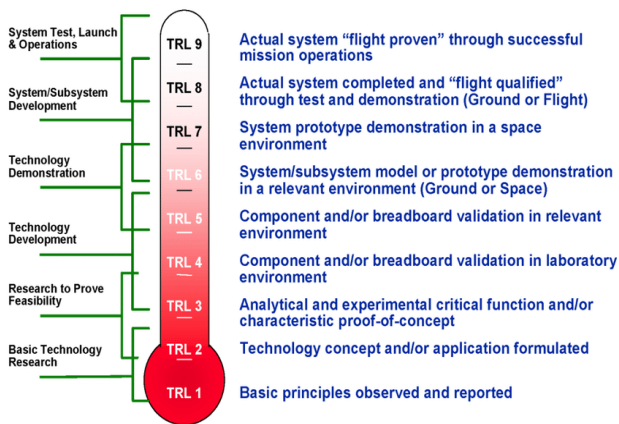 System Test, Launch
& Operations
System/Subsystem
Development
Technology
Demonstration
Technology
Development
Research to Prove
Feasibility
Basic Technology
Research
TRL 9
TRL 8
TRL 7
TRL 6
TRL 5
TRL 4
TRL 3
TRL 2
TRL 1
Actual system “flight proven” through successful
mission operations
Actual system completed and “flight qualified”
through test and demonstration (Ground or Flight)
System prototype demonstration in a space
environment
System/subsystem model or prototype demonstration
in a relevant environment (Ground or Space)
Component and/or breadboard validation in relevant
environment
Component and/or breadboard validation in laboratory
environment
Analytical and experimental critical function and/or
characteristic proof-of-concept
Technology concept and/or application formulated
Basic principles observed and reported